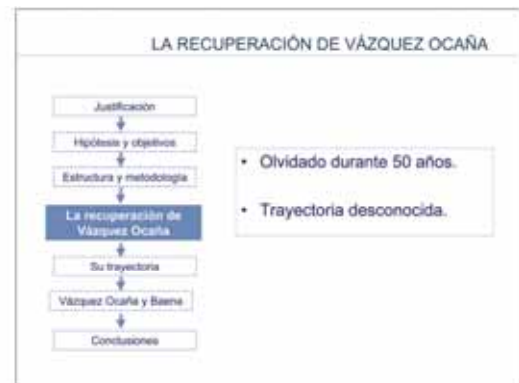 LA RECUPERACIÓN DE VÁZQUEZ OCAÑA
Justificación
Hipótesis y objetivos
Estructura y metodología
La recuperación de
Vázquez Ocaña
Su trayectoria
Vázquez Ocaña y Baena
Conclusiones
• Olvidado durante 50 años.
• Trayectoria desconocida.